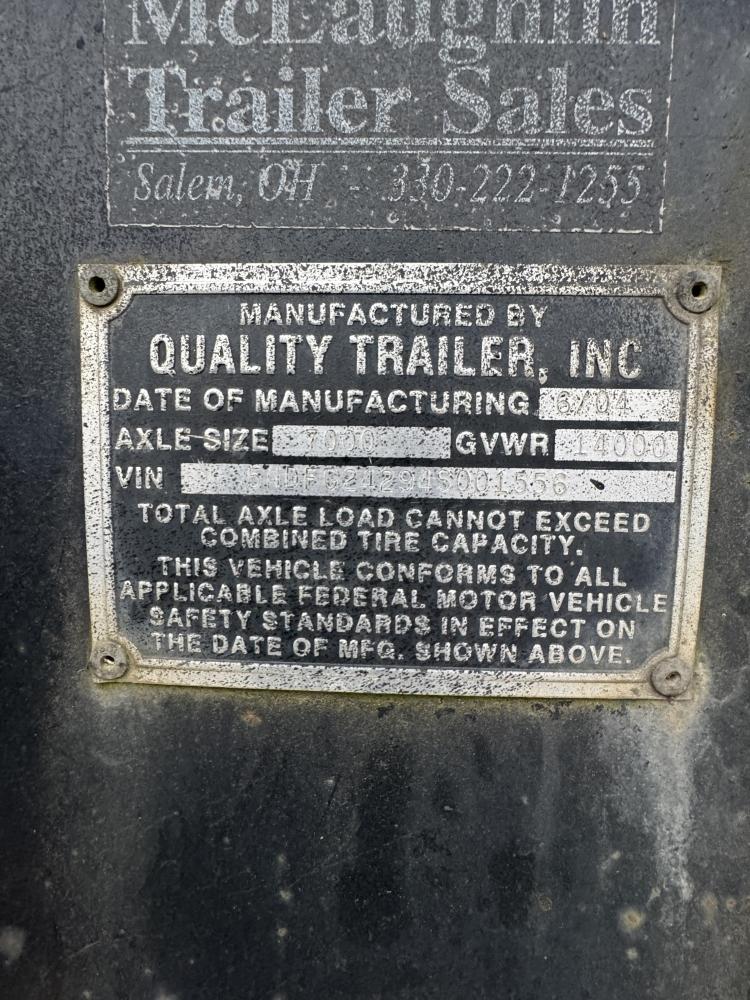 McLaughlin
Trailer Sales
Salem, OH - 330-222-1255
MANUFACTURED BY
QUALITY TRAILER, INC
DATE OF MANUFACTURING 6/04
AXLE SIZE 7000 GVWR 14000
VIN
TOTAL AXLE LOAD CANNOT EXCEED
COMBINED TIRE CAPACITY.
THIS VEHICLE CONFORMS TO ALL
APPLICABLE FEDERAL MOTOR VEHICLE
SAFETY STANDARDS IN EFFECT ON
THE DATE OF MFG. SHOWN ABOVE.